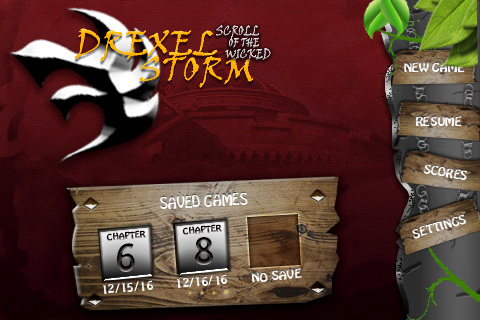 DREXEL
STORM
SCROLL
OF THE
WICKED
NEW GAME
RESUME
SCORES
SETTINGS
SAVED GAMES
CHAPTER
6
12/15/16
CHAPTER
8
12/16/16
NO SAVE